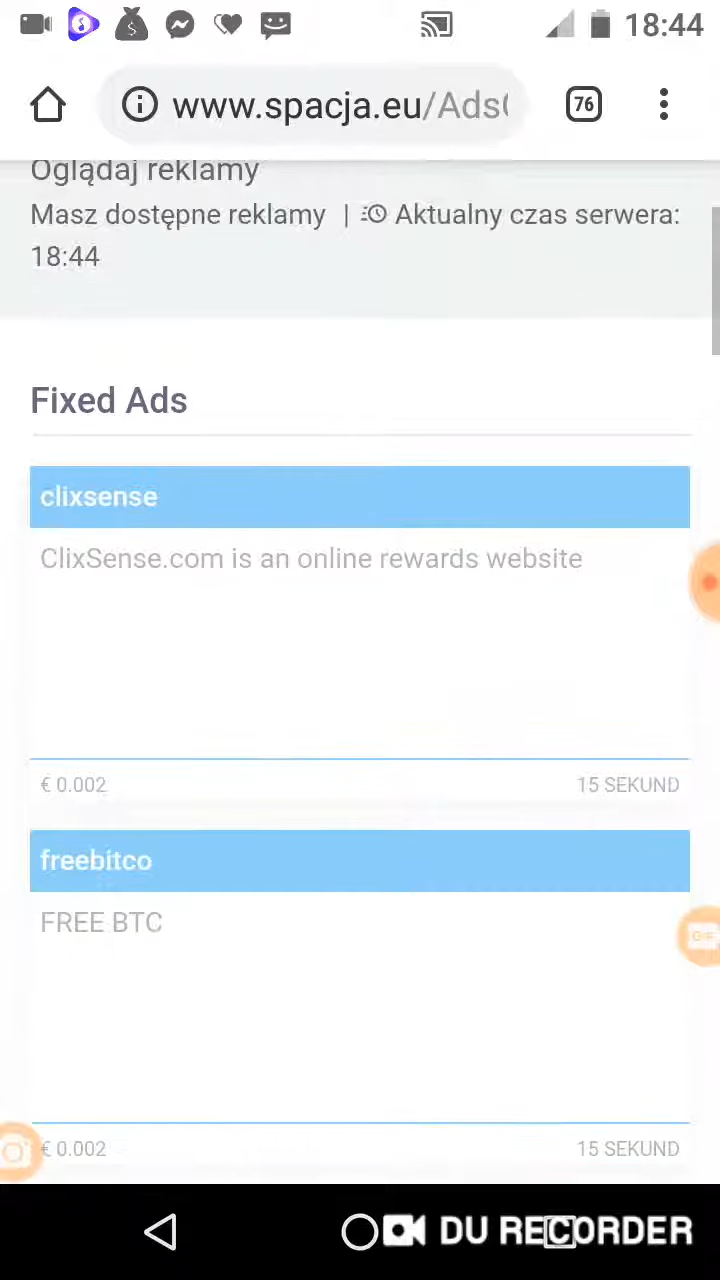 18:44
www.spacja.eu/Ads
76
Oglądaj reklamy
Masz dostępne reklamy | Aktualny czas serwera:
18:44
Fixed Ads
clixsense
ClixSense.com is an online rewards website
€ 0.002 15 SEKUND
freebitco
FREE BTC
GIF
€ 0.002 15 SEKUND
DU RECORDER